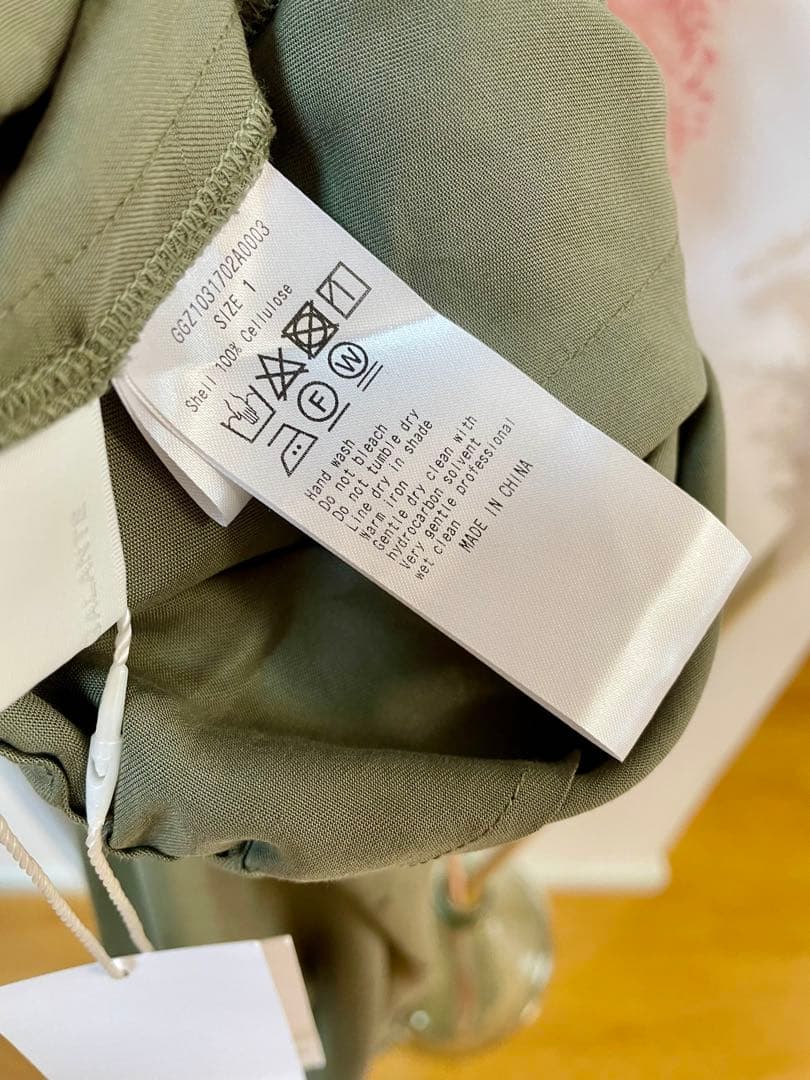 GGZ1031702A0003
SIZE 1
Shell 100% Cellulose
F
W
Hand wash
Do not bleach
Do not tumble dry
Line dry in shade
Warm iron
Gentle dry clean with
hydrocarbon solvent
Very gentle professional
wet clean
MADE IN CHINA